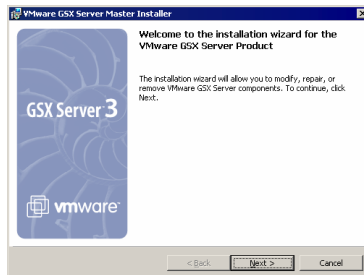 VMware GSX Server Master Installer
Welcome to the installation wizard for the
VMware GSX Server Product
The installation wizard will allow you to modify, repair, or
remove VMware GSX Server components. To continue, click
Next.
GSX Server 3
vmware
< Back
Next >
Cancel